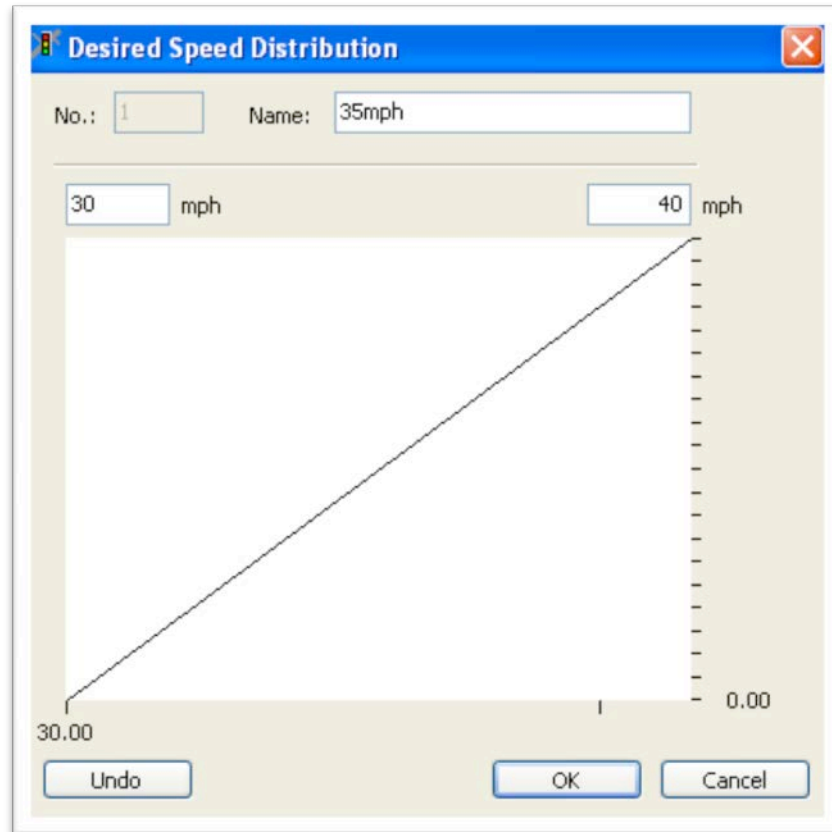 Desired Speed Distribution
No.: 1 Name: 35mph
30 mph 40 mph
0.00
30.00
Undo OK Cancel